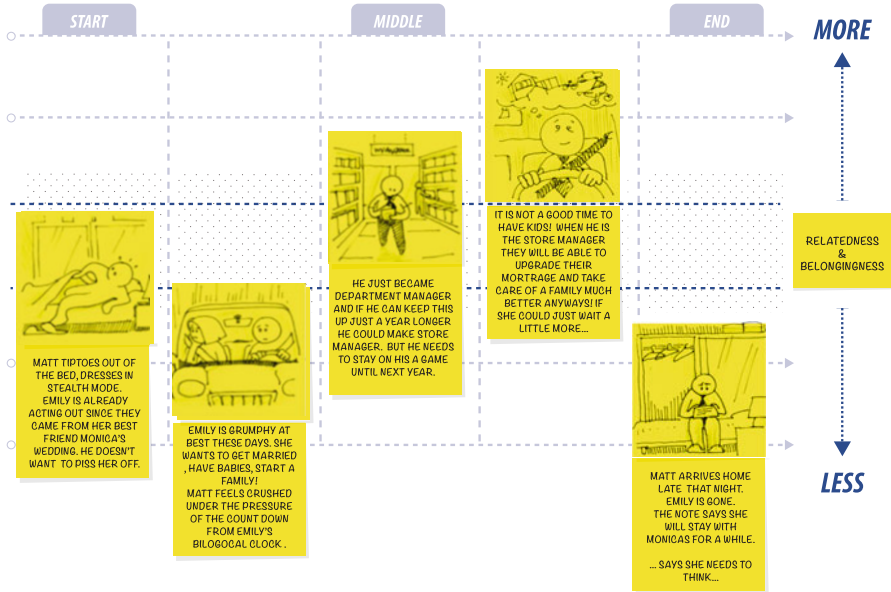 START
MIDDLE
END
MORE
MATT TIPTOES OUT OF
THE BED, DRESSES IN
STEALTH MODE.
EMILY IS ALREADY
ACTING OUT SINCE THEY
CAME FROM HER BEST
FRIEND MONICA'S
WEDDING. HE DOESN'T
WANT TO PISS HER OFF.
EMILY IS GRUMPHY AT
BEST THESE DAYS. SHE
WANTS TO GET MARRIED
, HAVE BABIES, START A
FAMILY!
MATT FEELS CRUSHED
UNDER THE PRESSURE
OF THE COUNT DOWN
FROM EMILY'S
BILOGOCAL CLOCK .
HE JUST BECAME
DEPARTMENT MANAGER
AND IF HE CAN KEEP THIS
UP JUST A YEAR LONGER
HE COULD MAKE STORE
MANAGER. BUT HE NEEDS
TO STAY ON HIS A GAME
UNTIL NEXT YEAR.
IT IS NOT A GOOD TIME TO
HAVE KIDS! WHEN HE IS
THE STORE MANAGER
THEY WILL BE ABLE TO
UPGRADE THEIR
MORTRAGE AND TAKE
CARE OF A FAMILY MUCH
BETTER ANYWAYS! IF
SHE COULD JUST WAIT A
LITTLE MORE...
MATT ARRIVES HOME
LATE THAT NIGHT.
EMILY IS GONE.
THE NOTE SAYS SHE
WILL STAY WITH
MONICAS FOR A WHILE.
... SAYS SHE NEEDS TO
THINK...
RELATEDNESS
&
BELONGINGNESS
LESS